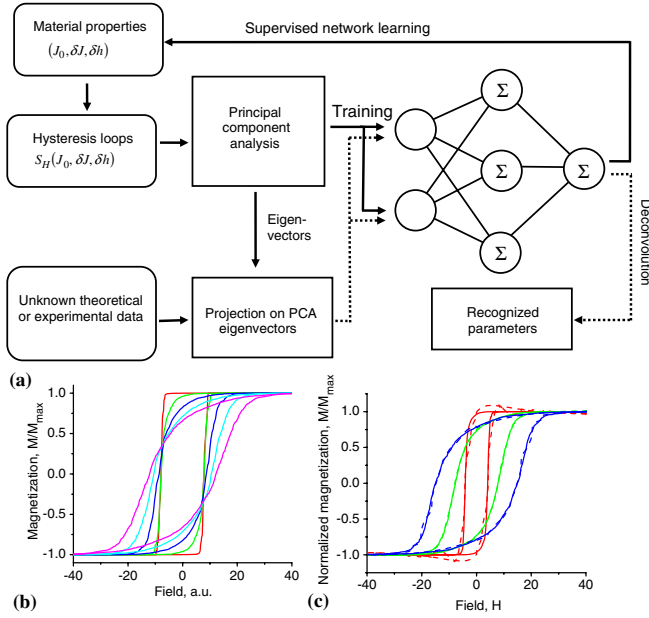 Material properties
(J₀, δJ, δh)
Supervised network learning
Hysteresis loops
S_H(J₀, δJ, δh)
Principal
component
analysis
Training
Σ
Σ
Σ
Σ
Eigen-
vectors
Deconvolution
Unknown theoretical
or experimental data
Projection on PCA
eigenvectors
Recognized
parameters
(a)
Magnetization, M/M_max
1.0
0.5
0.0
-0.5
-1.0
-40
-20
0
20
40
Field, a.u.
(b)
Normalized magnetization, M/M_max
1.0
0.5
0.0
-0.5
-1.0
-40
-20
0
20
40
Field, H
(c)